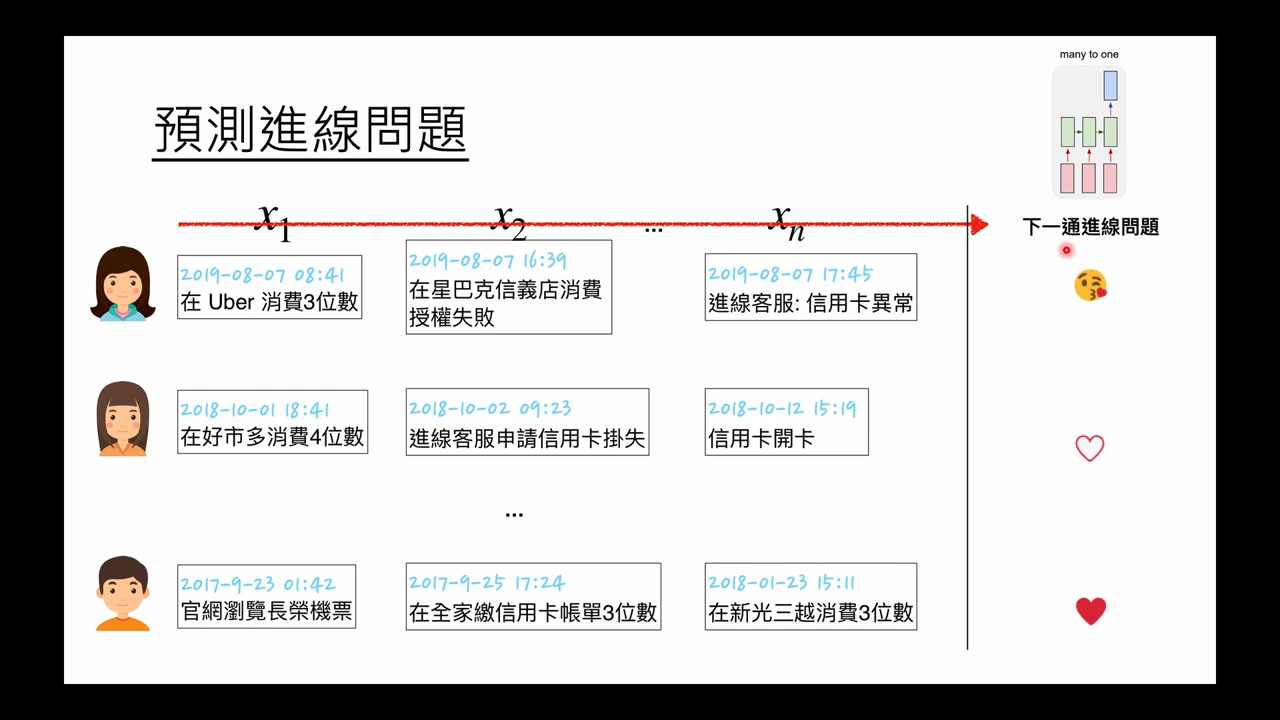 many to one
預測進線問題
x1 x2 ... xn
下一通進線問題
2019-08-07 08:41
在 Uber 消費3位數
2019-08-07 16:39
在星巴克信義店消費
授權失敗
2019-08-07 17:45
進線客服: 信用卡異常
2018-10-01 18:41
在好市多消費4位數
2018-10-02 09:23
進線客服申請信用卡掛失
2018-10-12 15:19
信用卡開卡
...
2017-9-23 01:42
官網瀏覽長榮機票
2017-9-25 17:24
在全家繳信用卡帳單3位數
2018-01-23 15:11
在新光三越消費3位數